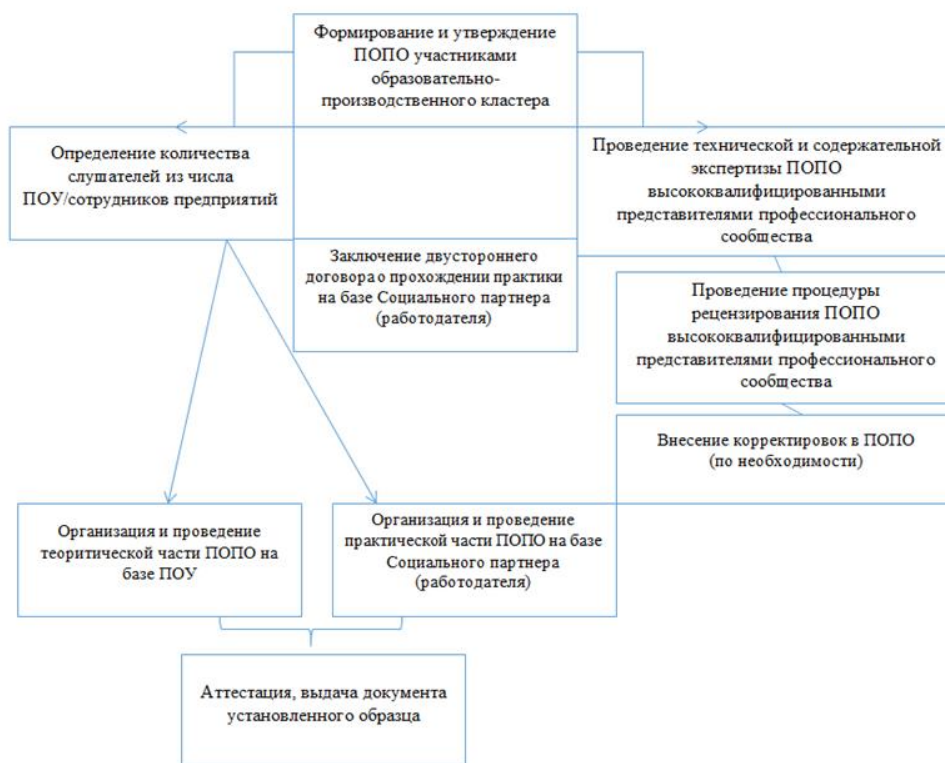 Формирование и утверждение
ПОПО участниками
образовательно-
производственного кластера
Определение количества
слушателей из числа
ПОУ/сотрудников предприятий
Проведение технической и содержательной
экспертизы ПОПО
высококвалифицированными
представителями профессионального
сообщества
Заключение двустороннего
договора о прохождении практики
на базе Социального партнера
(работодателя)
Проведение процедуры
рецензирования ПОПО
высококвалифицированными
представителями профессионального
сообщества
Внесение корректировок в ПОПО
(по необходимости)
Организация и проведение
теоритической части ПОПО на
базе ПОУ
Организация и проведение
практической части ПОПО на базе
Социального партнера
(работодателя)
Аттестация, выдача документа
установленного образца